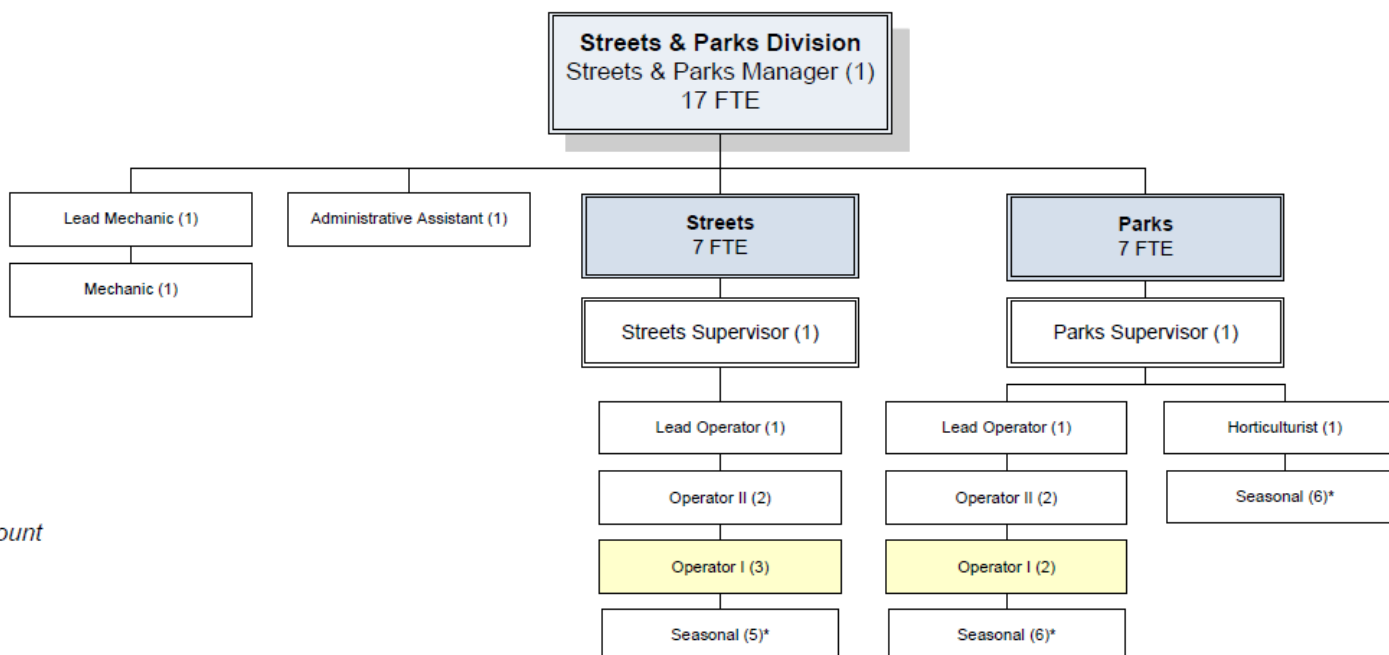 Streets & Parks Division
Streets & Parks Manager (1)
17 FTE
Lead Mechanic (1)
Mechanic (1)
Administrative Assistant (1)
Streets
7 FTE
Streets Supervisor (1)
Lead Operator (1)
Operator II (2)
Operator I (3)
Seasonal (5)*
Parks
7 FTE
Parks Supervisor (1)
Lead Operator (1)
Operator II (2)
Operator I (2)
Seasonal (6)*
Horticulturist (1)
Seasonal (6)*